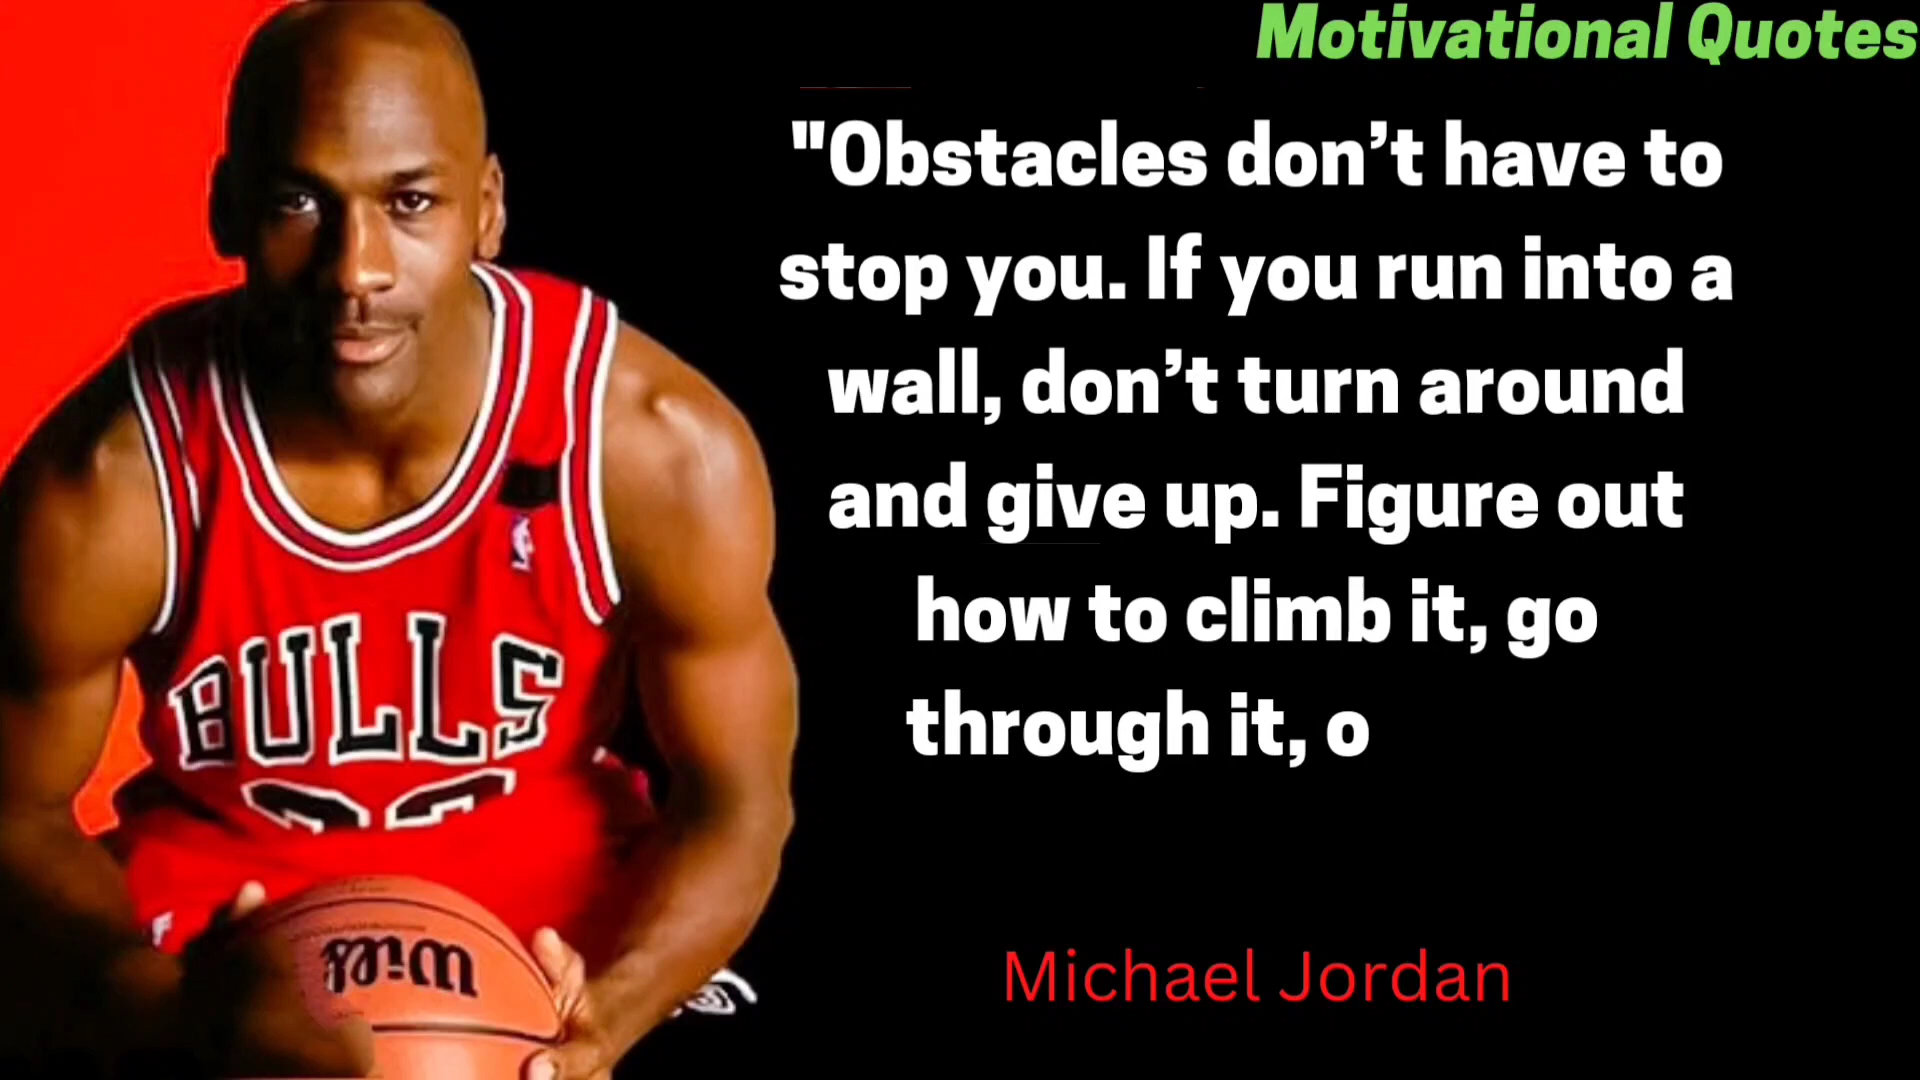 Motivational Quotes
"Obstacles don’t have to
stop you. If you run into a
wall, don’t turn around
and give up. Figure out
how to climb it, go
through it, o
Michael Jordan
BULLS